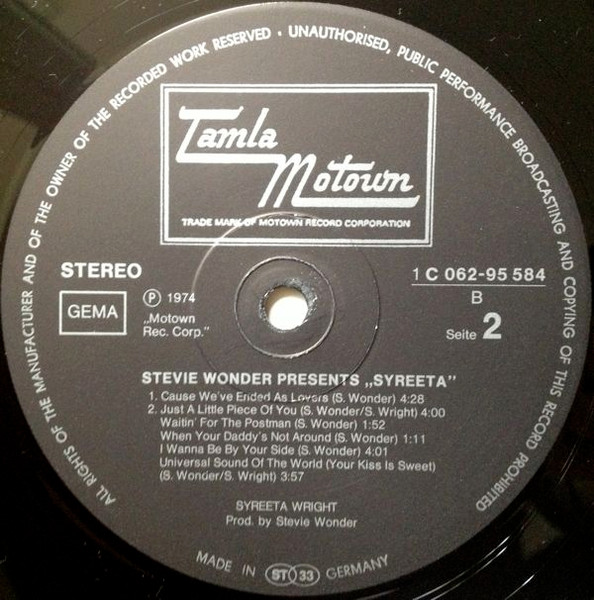 ALL RIGHTS OF THE MANUFACTURER AND OF THE OWNER OF THE RECORDED WORK RESERVED · UNAUTHORISED, PUBLIC PERFORMANCE BROADCASTING AND COPYING OF THIS RECORD PROHIBITED
Tamla
Motown
TRADE MARK OF MOTOWN RECORD CORPORATION
STEREO
1 C 062-95 584
GEMA
℗ 1974
„Motown
Rec. Corp."
B
Seite 2
STEVIE WONDER PRESENTS „SYREETA"
1. Cause We've Ended As Lovers (S. Wonder) 4:28
2. Just A Little Piece Of You (S. Wonder/S. Wright) 4:00
Waitin' For The Postman (S. Wonder) 1:52
When Your Daddy's Not Around (S. Wonder) 1:11
I Wanna Be By Your Side (S. Wonder) 4:01
Universal Sound Of The World (Your Kiss Is Sweet)
(S. Wonder/S. Wonder) 3:57
SYREETA WRIGHT
Prod. by Stevie Wonder
MADE IN ST 33 GERMANY